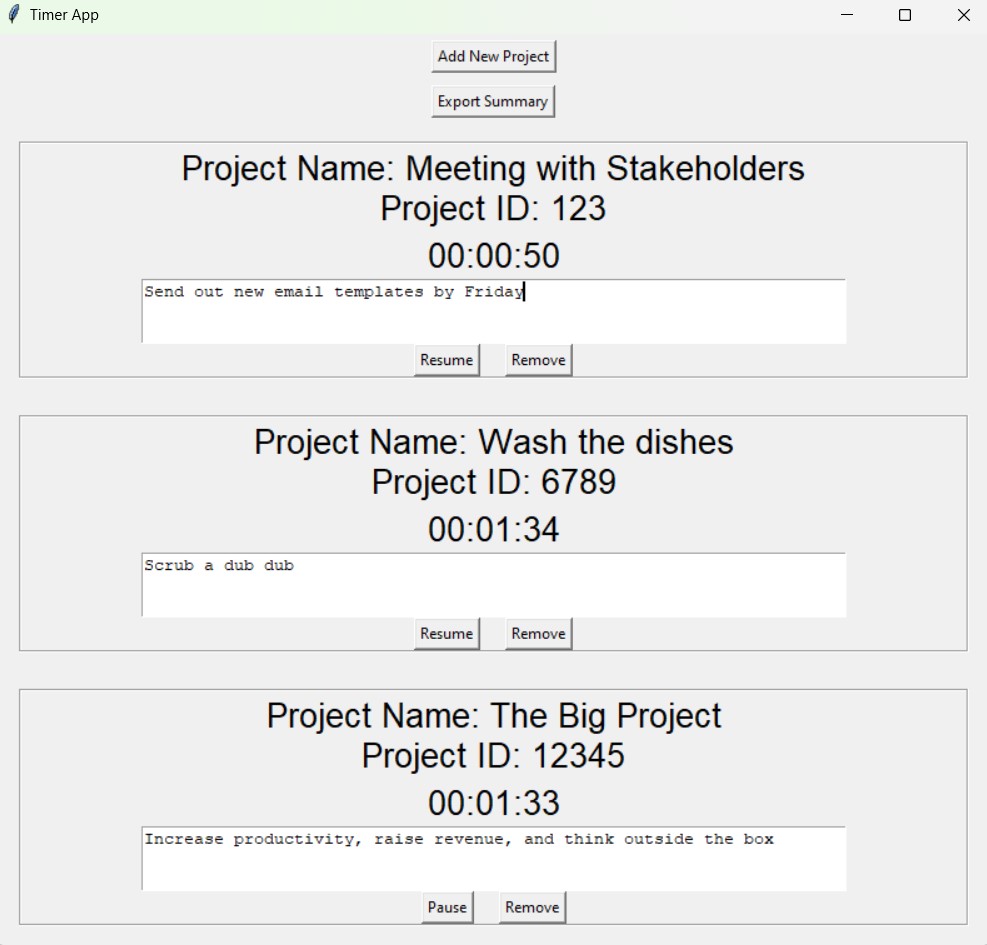 Timer App
Add New Project
Export Summary
Project Name: Meeting with Stakeholders
Project ID: 123
00:00:50
Send out new email templates by Friday
Resume Remove
Project Name: Wash the dishes
Project ID: 6789
00:01:34
Scrub a dub dub
Resume Remove
Project Name: The Big Project
Project ID: 12345
00:01:33
Increase productivity, raise revenue, and think outside the box
Pause Remove